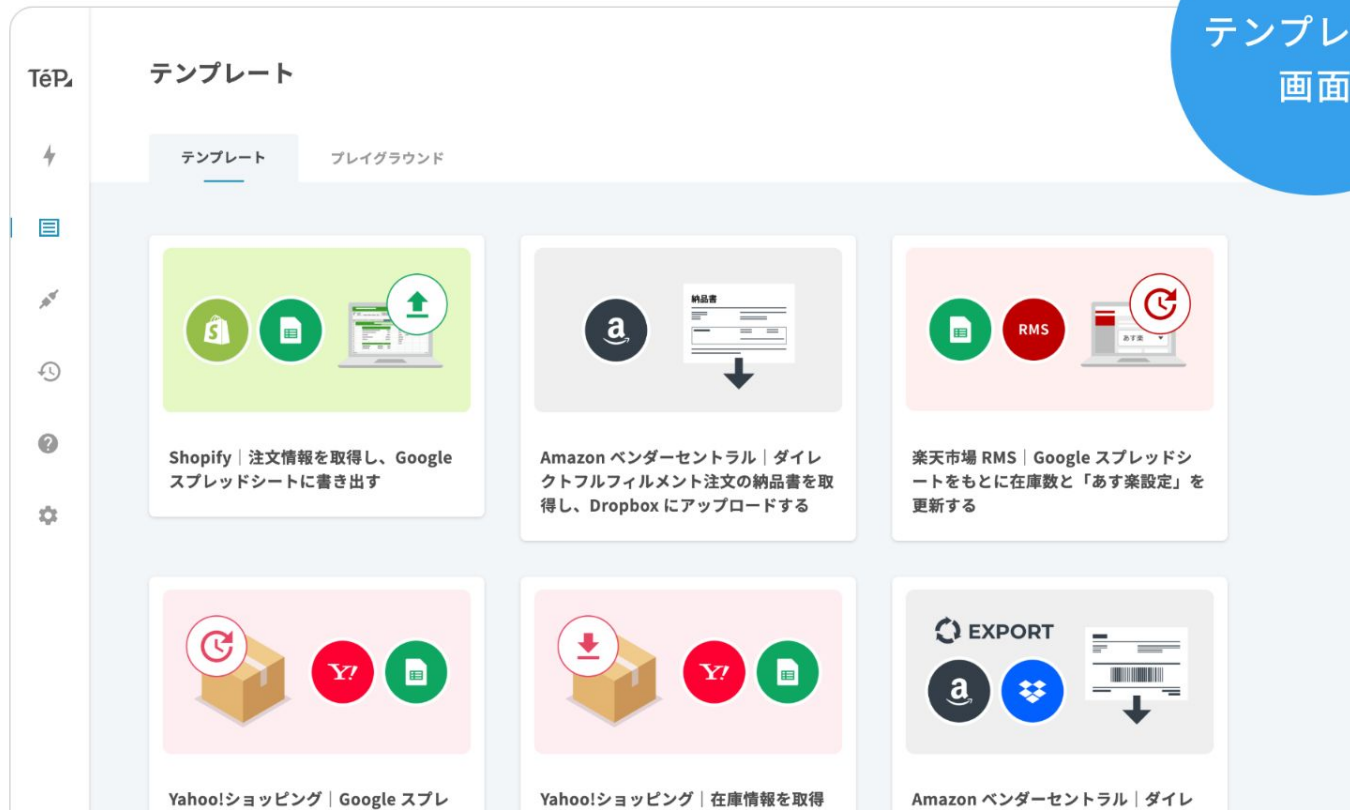 テンプレ
画面
TéP
テンプレート
テンプレート
プレイグラウンド
納品書
RMS
あす楽
Shopify｜注文情報を取得し、Google
スプレッドシートに書き出す
Amazon ベンダーセントラル｜ダイレ
クトフルフィルメント注文の納品書を取
得し、Dropbox にアップロードする
楽天市場 RMS｜Google スプレッドシ
ートをもとに在庫数と「あす楽設定」を
更新する
Y!
Y!
EXPORT
a
Yahoo!ショッピング｜Google スプレ
Yahoo!ショッピング｜在庫情報を取得
Amazon ベンダーセントラル｜ダイレ